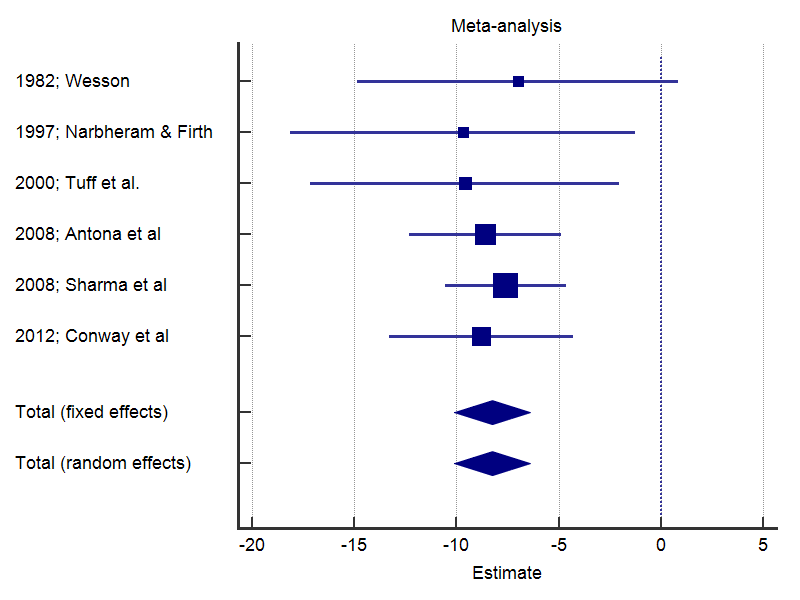 Meta-analysis
1982; Wesson
1997; Narbheram & Firth
2000; Tuff et al.
2008; Antona et al
2008; Sharma et al
2012; Conway et al
Total (fixed effects)
Total (random effects)
-20 -15 -10 -5 0 5
Estimate